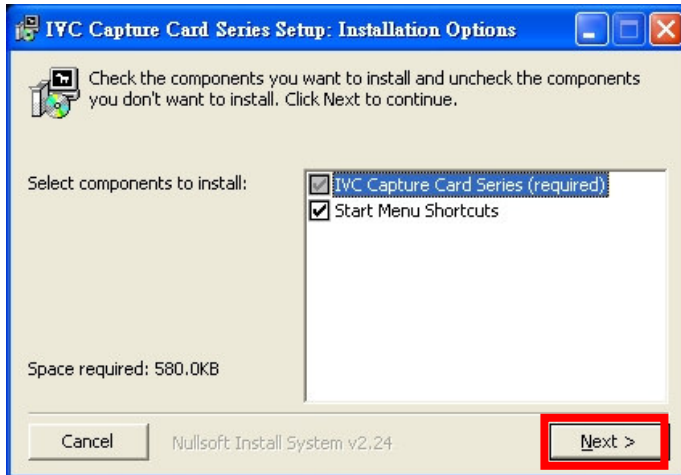 IVC Capture Card Series Setup: Installation Options
Check the components you want to install and uncheck the components
you don't want to install. Click Next to continue.
Select components to install:
IVC Capture Card Series (required)
Start Menu Shortcuts
Space required: 580.0KB
Cancel
Nullsoft Install System v2.24
Next >